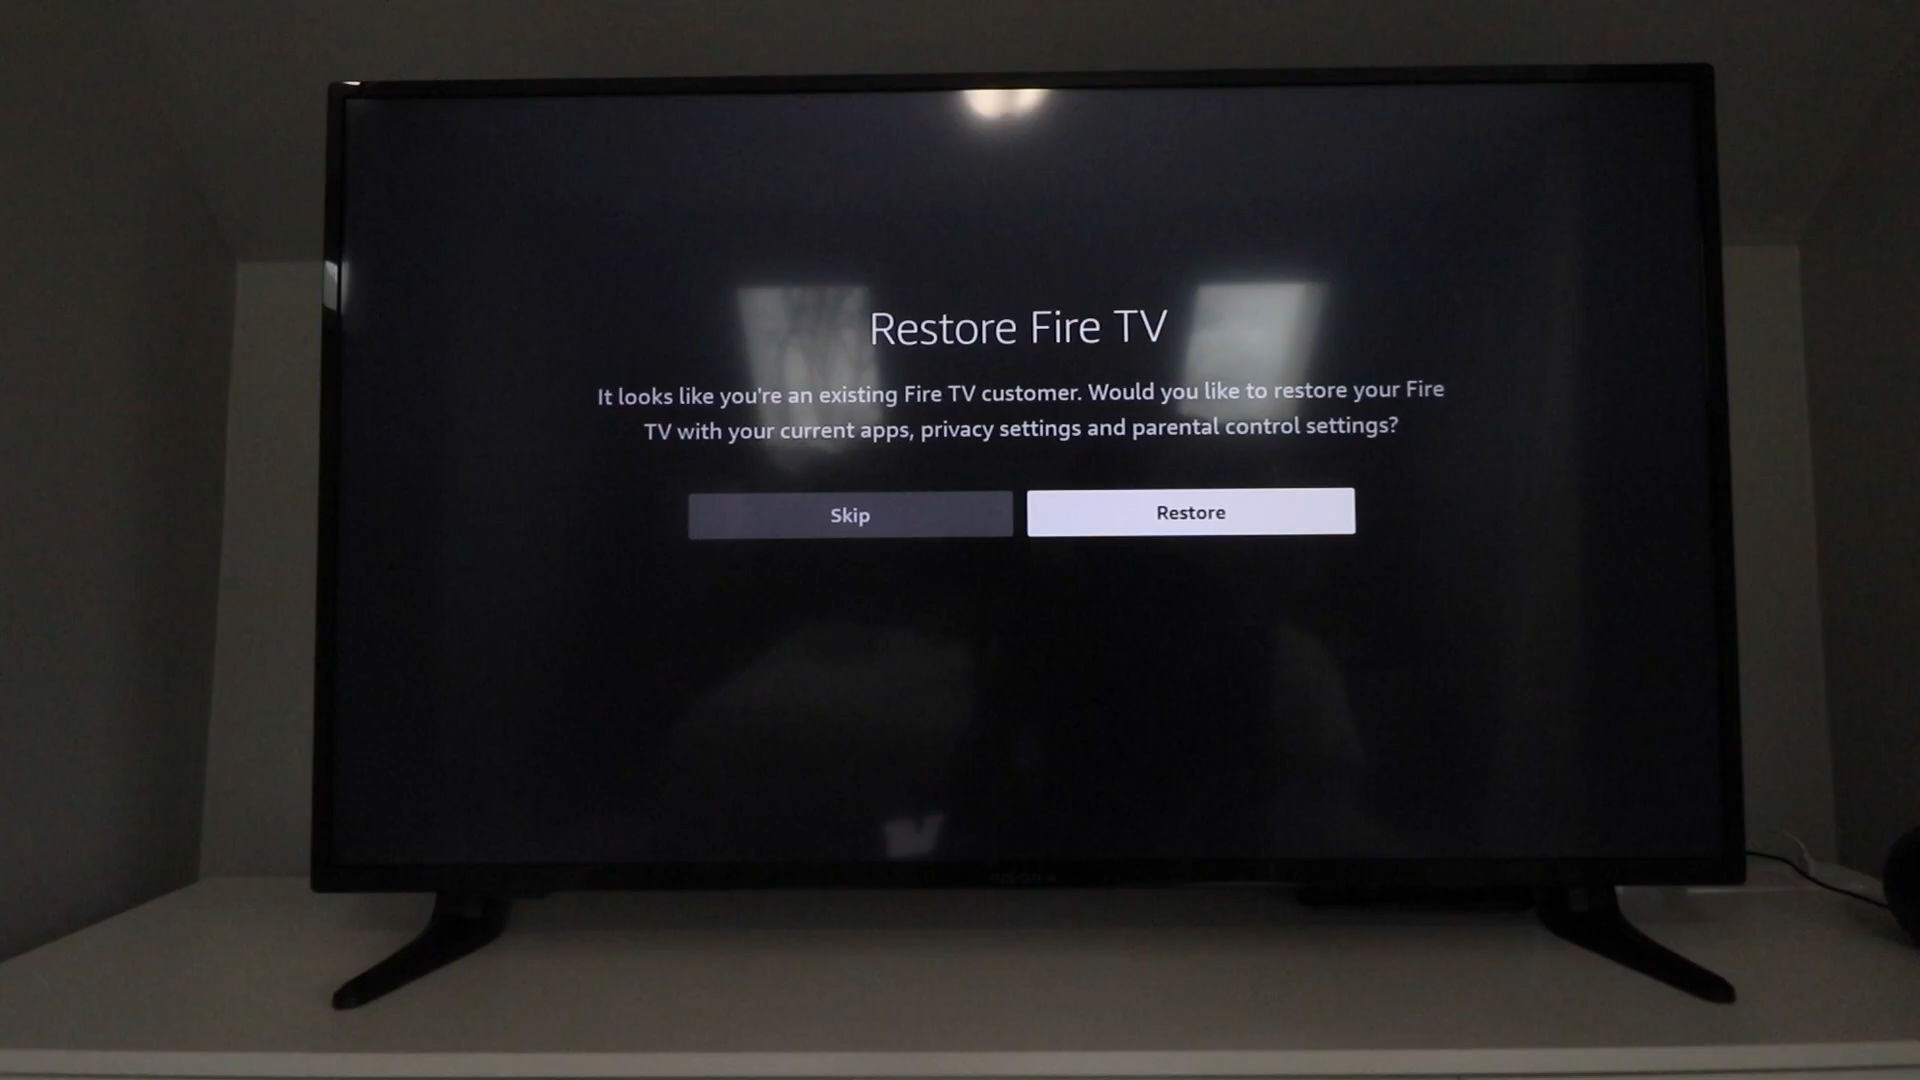 Restore Fire TV
It looks like you're an existing Fire TV customer. Would you like to restore your Fire
TV with your current apps, privacy settings and parental control settings?
Skip
Restore